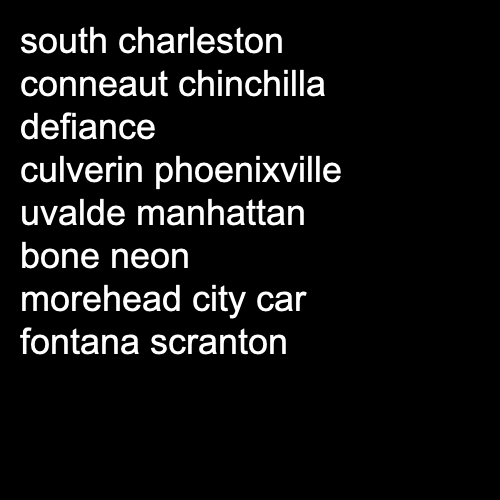 south charleston
conneaut chinchilla
defiance
culverin phoenixville
uvalde manhattan
bone neon
morehead city car
fontana scranton